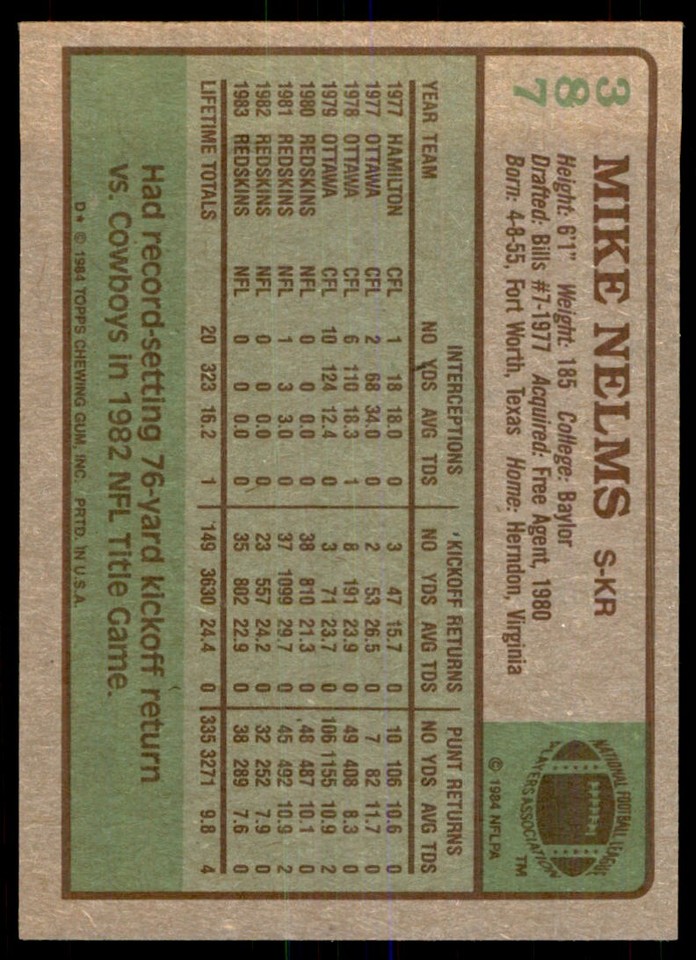 387
MIKE NELMS S-KR
Height: 6'1" Weight: 185 College: Baylor
Drafted: Bills #7-1977 Acquired: Free Agent, 1980
Born: 4-8-55, Fort Worth, Texas Home: Herndon, Virginia
NATIONAL FOOTBALL LEAGUE
PLAYERS ASSOCIATION
TM
© 1984 NFLPA
INTERCEPTIONS KICKOFF RETURNS PUNT RETURNS
YEAR TEAM NO YDS AVG TDS NO YDS AVG TDS NO YDS AVG TDS
1977 HAMILTON CFL 1 18 18.0 0 3 47 15.7 0 10 106 10.6 0
1977 OTTAWA CFL 2 68 34.0 0 2 53 26.5 0 7 82 11.7 0
1978 OTTAWA CFL 6 110 18.3 1 8 191 23.9 0 49 408 8.3 0
1979 OTTAWA CFL 10 124 12.4 0 3 71 23.7 0 106 1155 10.9 2
1980 REDSKINS NFL 0 0 0.0 0 38 810 21.3 0 48 487 10.1 0
1981 REDSKINS NFL 1 3 3.0 0 37 1099 29.7 0 45 492 10.9 2
1982 REDSKINS NFL 0 0 0.0 0 23 557 24.2 0 32 252 7.9 0
1983 REDSKINS NFL 0 0 0.0 0 35 802 22.9 0 38 289 7.6 0
LIFETIME TOTALS 20 323 16.2 1 149 3630 24.4 0 335 3271 9.8 4
Had record-setting 76-yard kickoff return
vs. Cowboys in 1982 NFL Title Game.
D* © 1984 TOPPS CHEWING GUM, INC. PRTD. IN U.S.A.